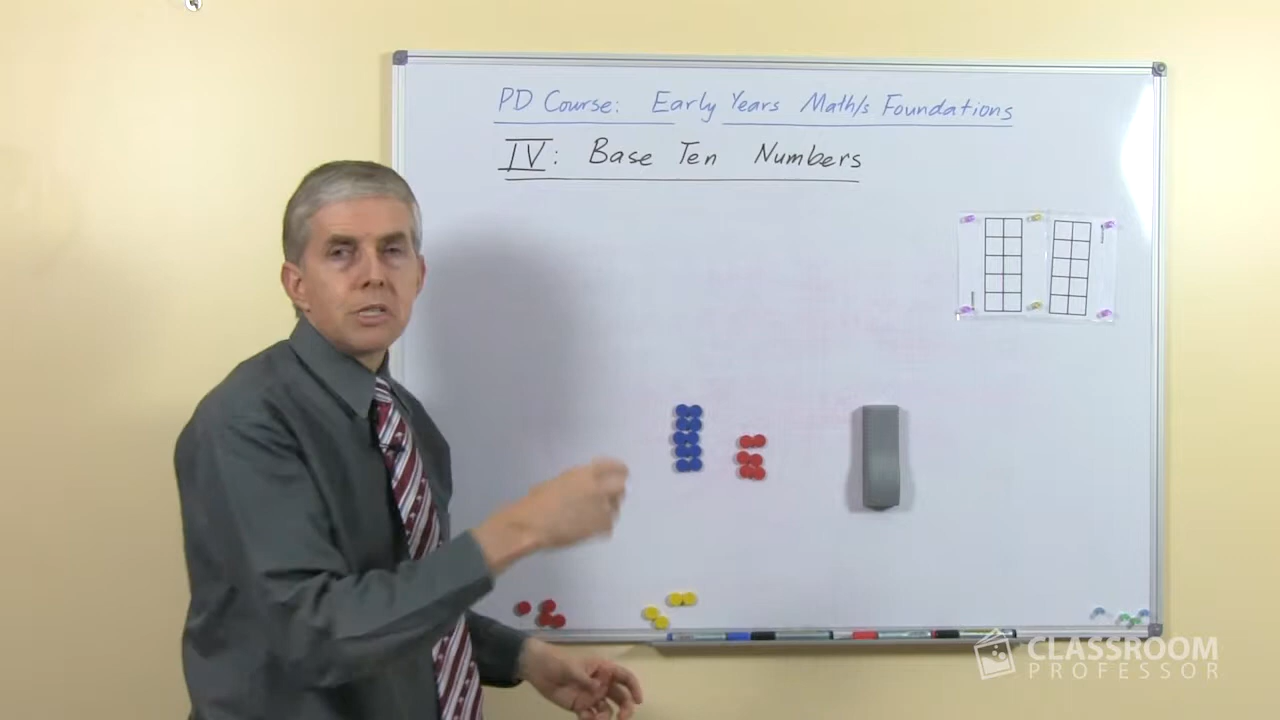 PD Course: Early Years Math/s Foundations
IV: Base Ten Numbers
CLASSROOM
PROFESSOR